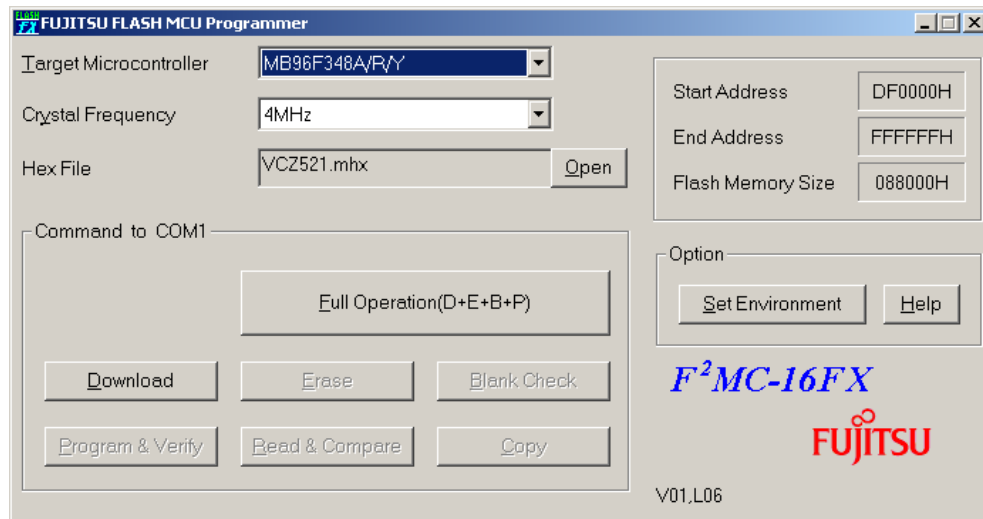 FLASH FX FUJITSU FLASH MCU Programmer
Target Microcontroller MB96F348A/R/Y
Crystal Frequency 4MHz
Hex File VCZ521.mhx Open
Start Address DF0000H
End Address FFFFFFH
Flash Memory Size 088000H
Command to COM1
Full Operation(D+E+B+P)
Download Erase Blank Check
Program & Verify Read & Compare Copy
Option
Set Environment Help
F²MC-16FX
FUJITSU
V01,L06